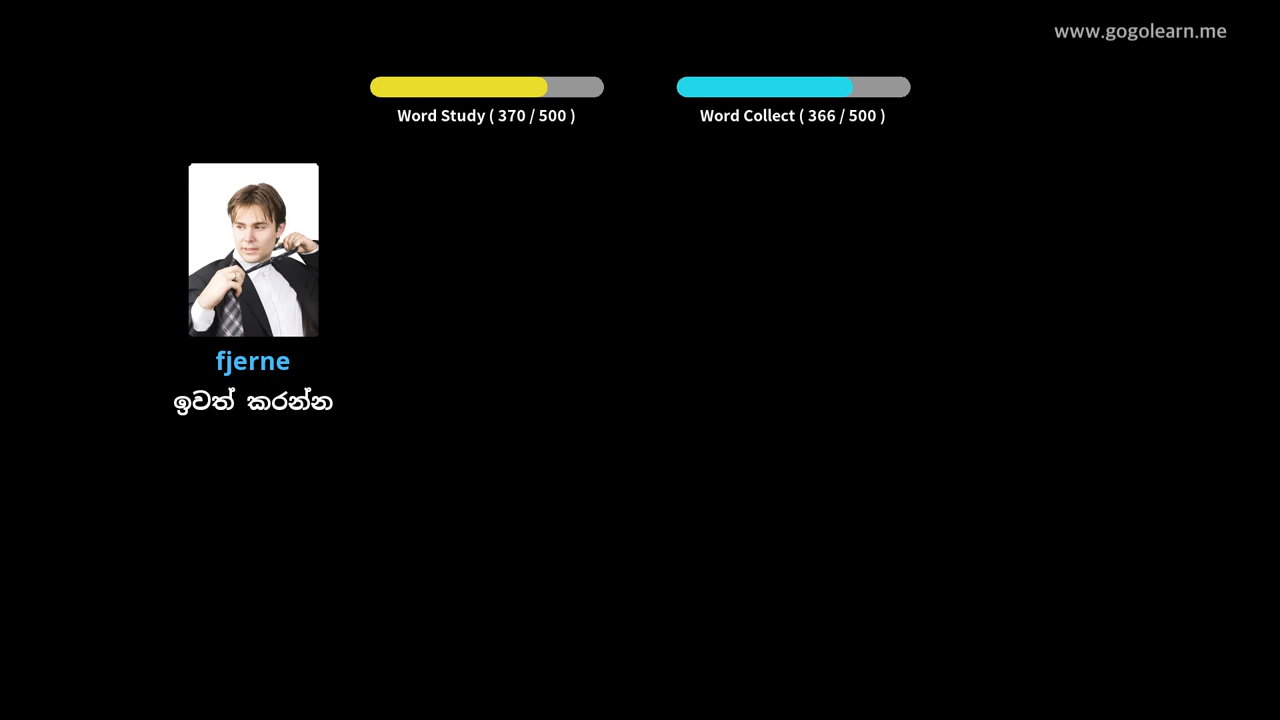 www.gogolearn.me
Word Study ( 370 / 500 )
Word Collect ( 366 / 500 )
fjerne
ඉවත් කරන්න